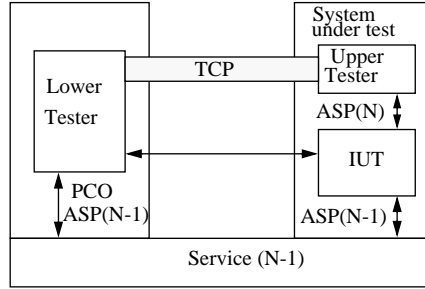 System
under test
Upper
Tester
TCP
Lower
Tester
ASP(N)
IUT
PCO
ASP(N-1)
ASP(N-1)
Service (N-1)